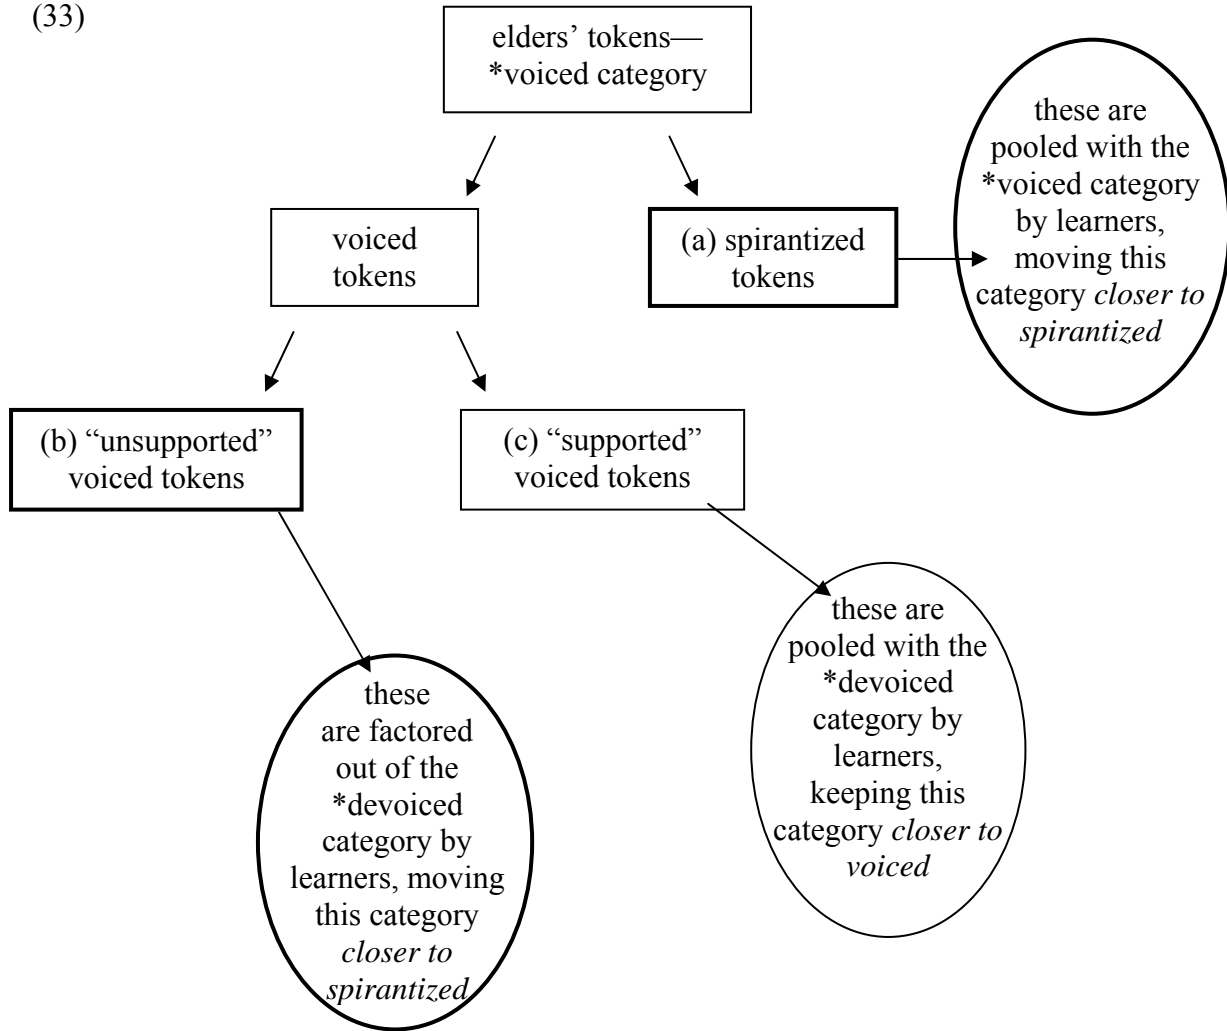 (33)
elders’ tokens—
*voiced category
these are
pooled with the
*voiced category
by learners,
moving this
category closer to
spirantized
voiced
tokens
(a) spirantized
tokens
(b) “unsupported”
voiced tokens
(c) “supported”
voiced tokens
these are
pooled with the
*devoiced
category by
learners,
keeping this
category closer to
voiced
these
are factored
out of the
*devoiced
category by
learners, moving
this category
closer to
spirantized